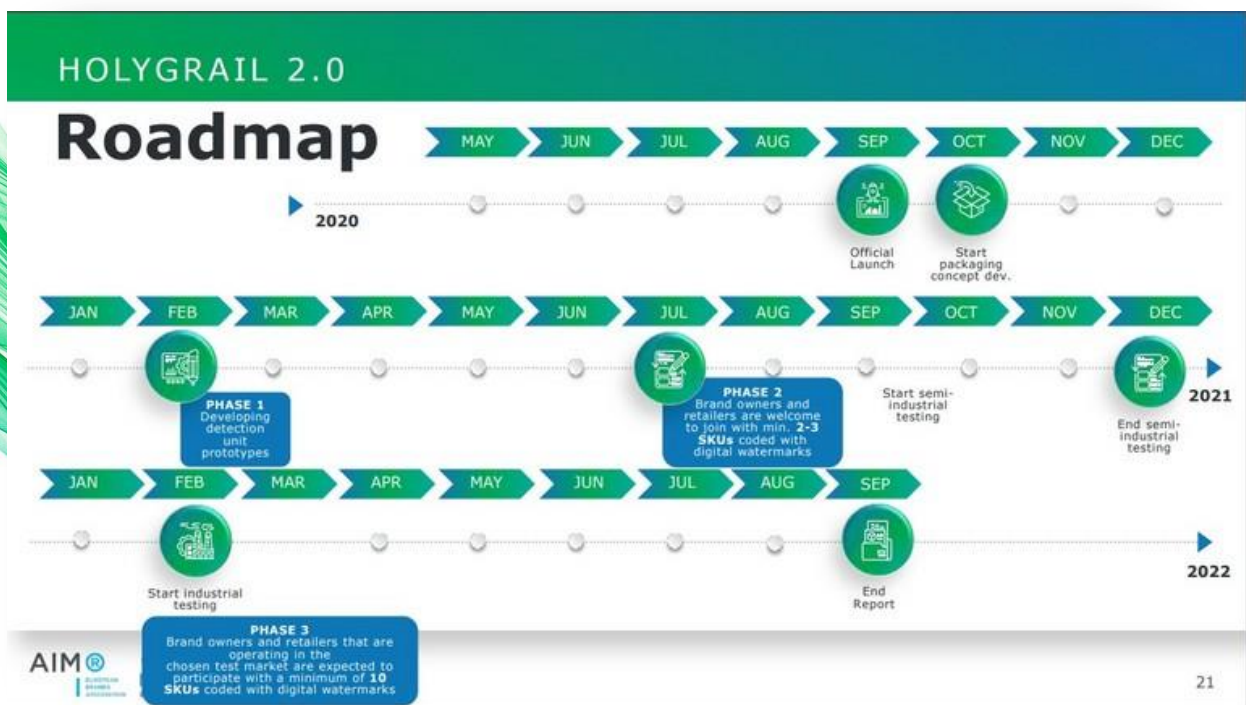 HOLYGRAIL 2.0
Roadmap
MAY JUN JUL AUG SEP OCT NOV DEC
2020
Official
Launch
Start
packaging
concept dev.
JAN FEB MAR APR MAY JUN JUL AUG SEP OCT NOV DEC
2021
PHASE 1
Developing
detection
unit
prototypes
PHASE 2
Brand owners and
retailers are welcome
to join with min. 2-3
SKUs coded with
digital watermarks
Start semi-
industrial
testing
End semi-
industrial
testing
JAN FEB MAR APR MAY JUN JUL AUG SEP
2022
Start industrial
testing
End
Report
PHASE 3
Brand owners and retailers that are
operating in the
chosen test market are expected to
participate with a minimum of 10
SKUs coded with digital watermarks
AIM®
EUROPEAN
BRANDS
ASSOCIATION
21